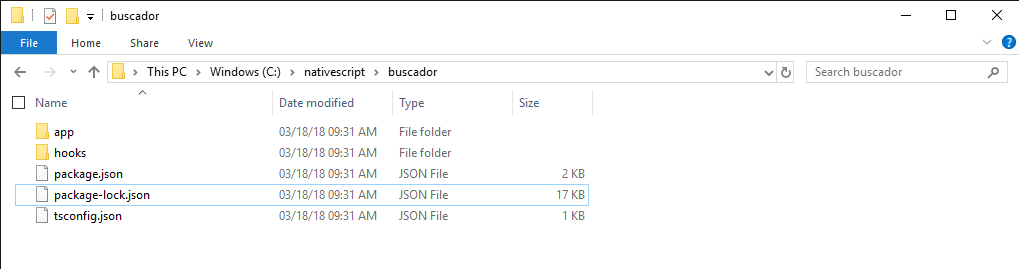 buscador
File Home Share View
This PC Windows (C:) nativescript buscador Search buscador
Name Date modified Type Size
app 03/18/18 09:31 AM File folder
hooks 03/18/18 09:31 AM File folder
package.json 03/18/18 09:31 AM JSON File 2 KB
package-lock.json 03/18/18 09:31 AM JSON File 17 KB
tsconfig.json 03/18/18 09:31 AM JSON File 1 KB